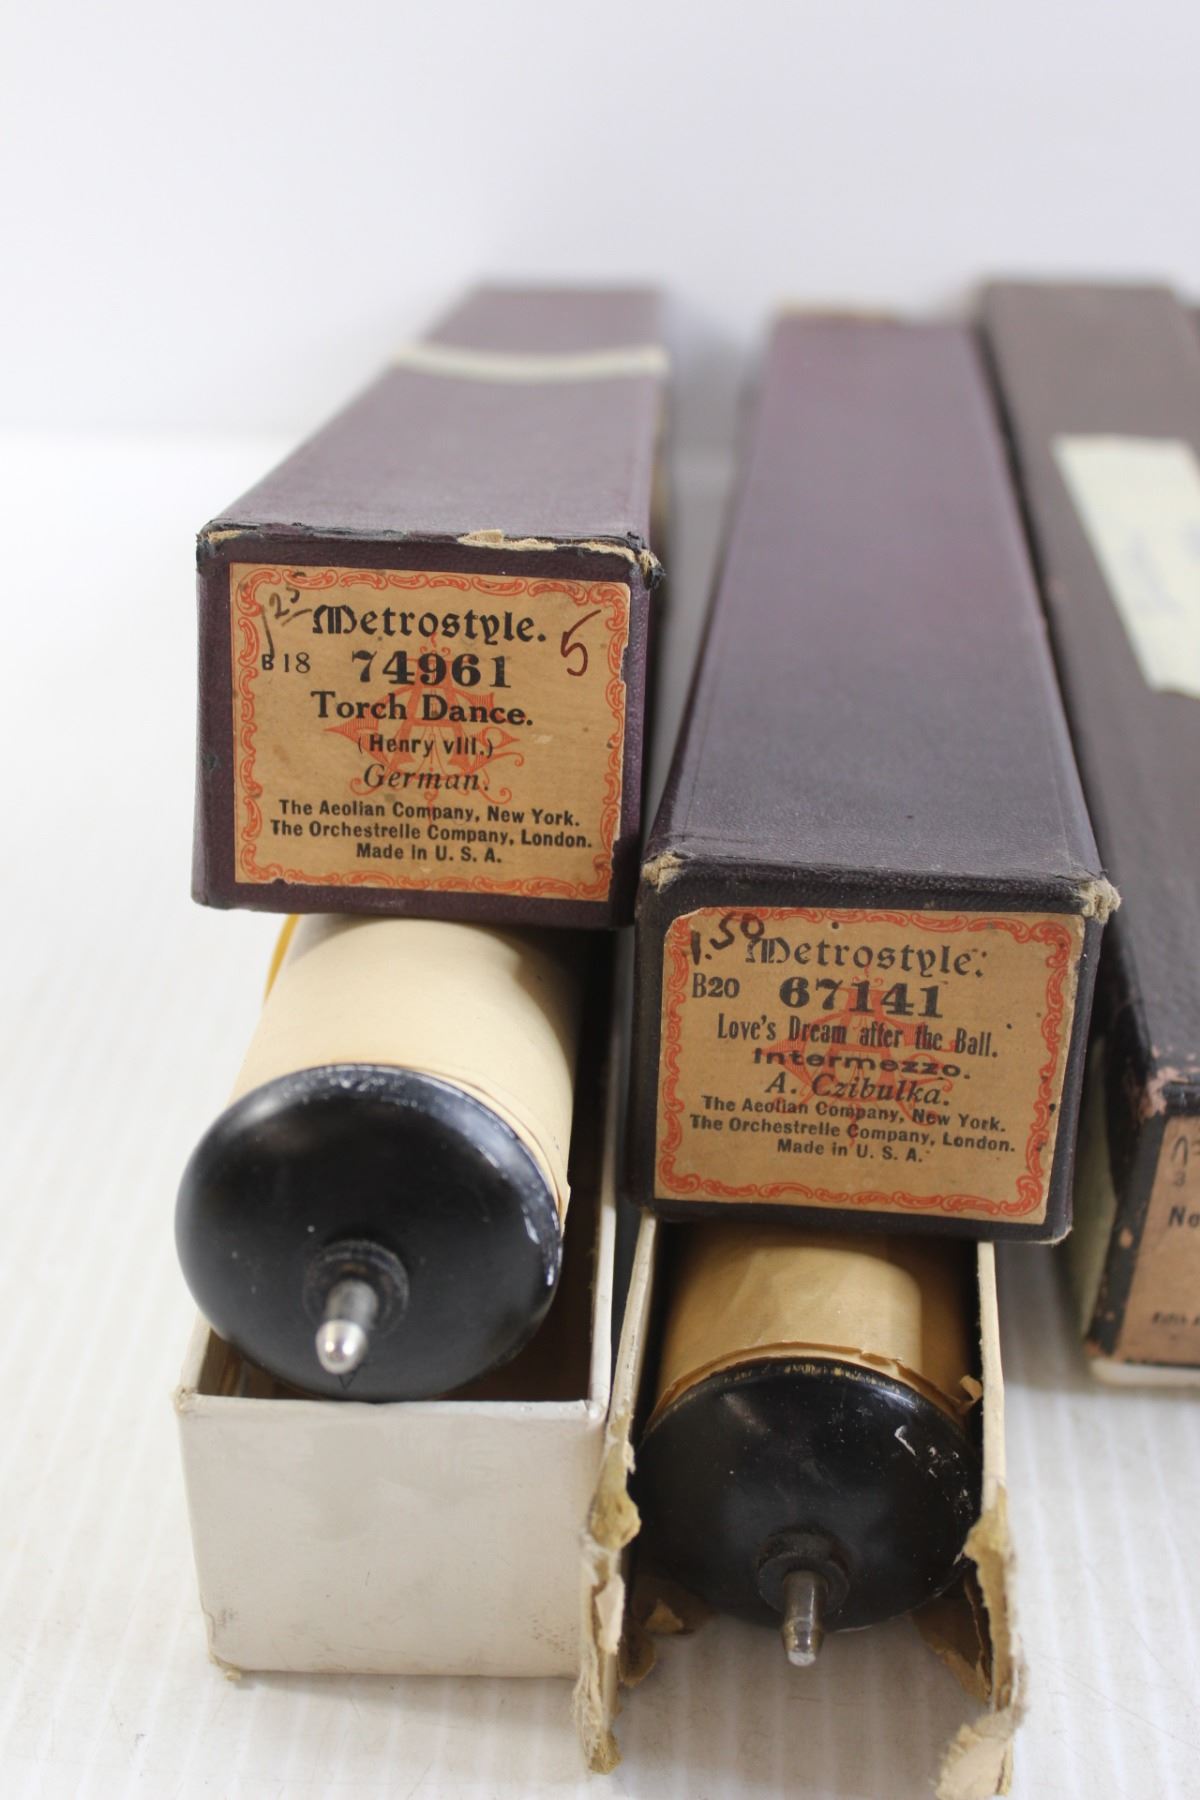 1 25
Metrostyle. 5
B18 74961
Torch Dance.
(Henry viii.)
German.
The Aeolian Company, New York.
The Orchestrelle Company, London.
Made in U. S. A.
1.50
Metrostyle.
B20 67141
Love's Dream after the Ball.
Intermezzo.
A. Czibulka.
The Aeolian Company, New York.
The Orchestrelle Company, London.
Made in U. S. A.